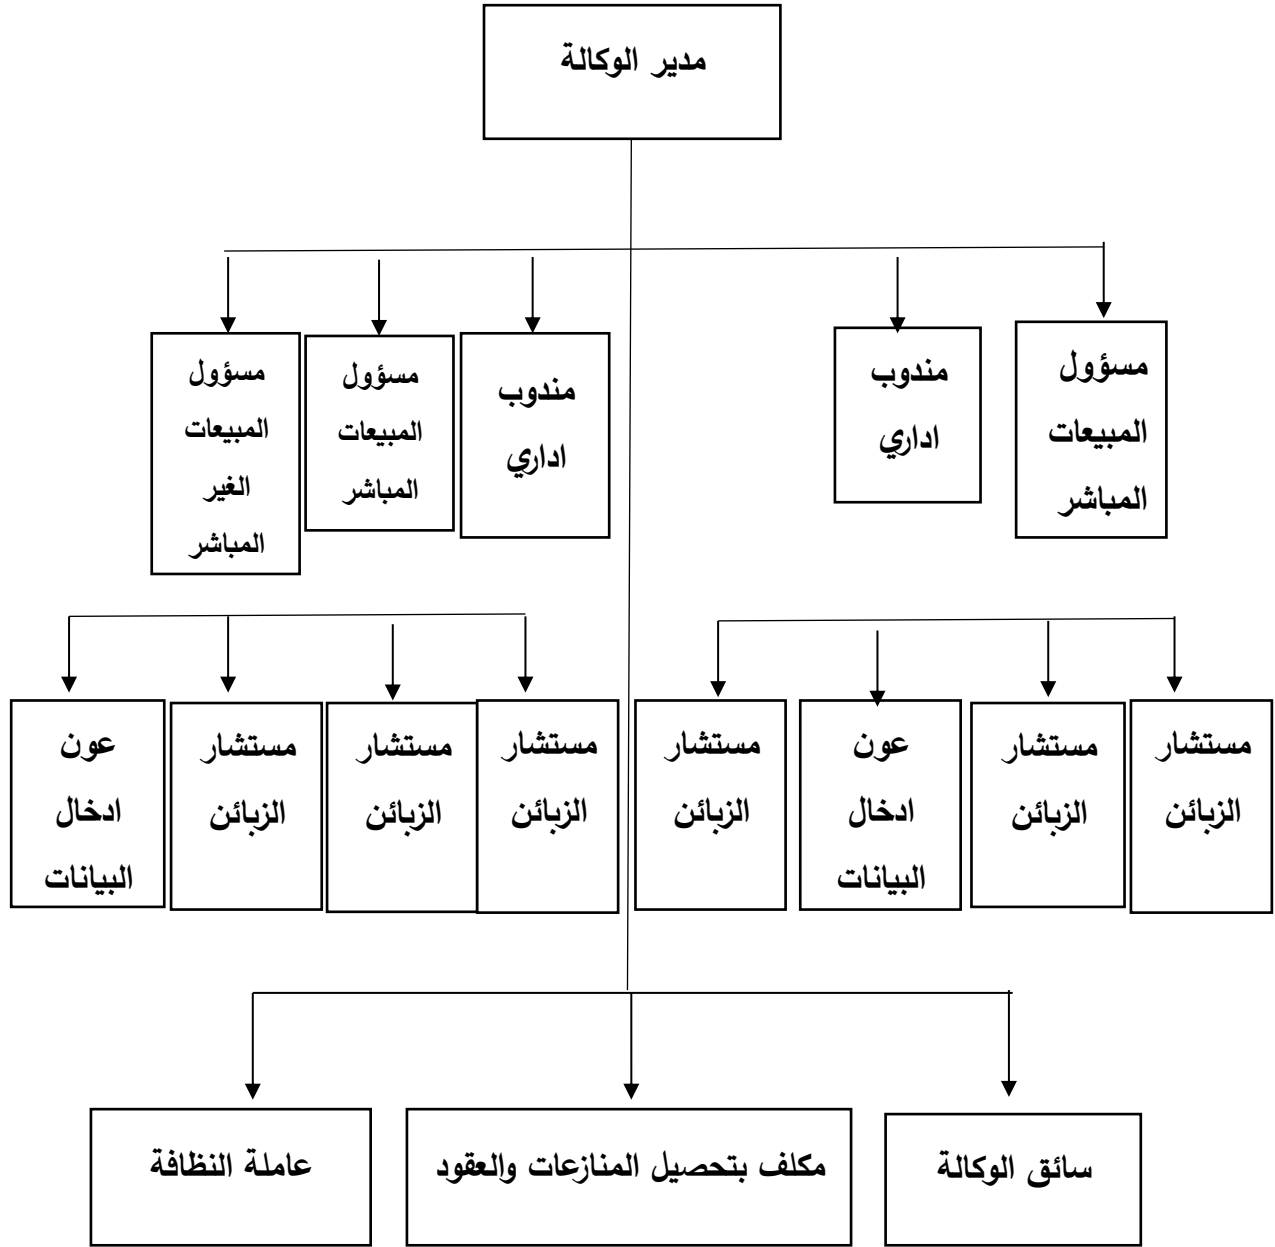 مدير الوكالة
مسؤول
المبيعات
المباشر
مندوب
اداري
مندوب
اداري
مسؤول
المبيعات
المباشر
مسؤول
المبيعات
الغير
المباشر
مستشار
الزبائن
مستشار
الزبائن
عون
ادخال
البيانات
مستشار
الزبائن
مستشار
الزبائن
مستشار
الزبائن
مستشار
الزبائن
عون
ادخال
البيانات
سائق الوكالة
مكلف بتحصيل المنازعات والعقود
عاملة النظافة